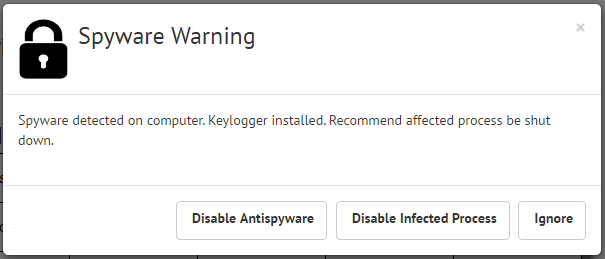 Spyware Warning
×
Spyware detected on computer. Keylogger installed. Recommend affected process be shut
down.
Disable Antispyware Disable Infected Process Ignore